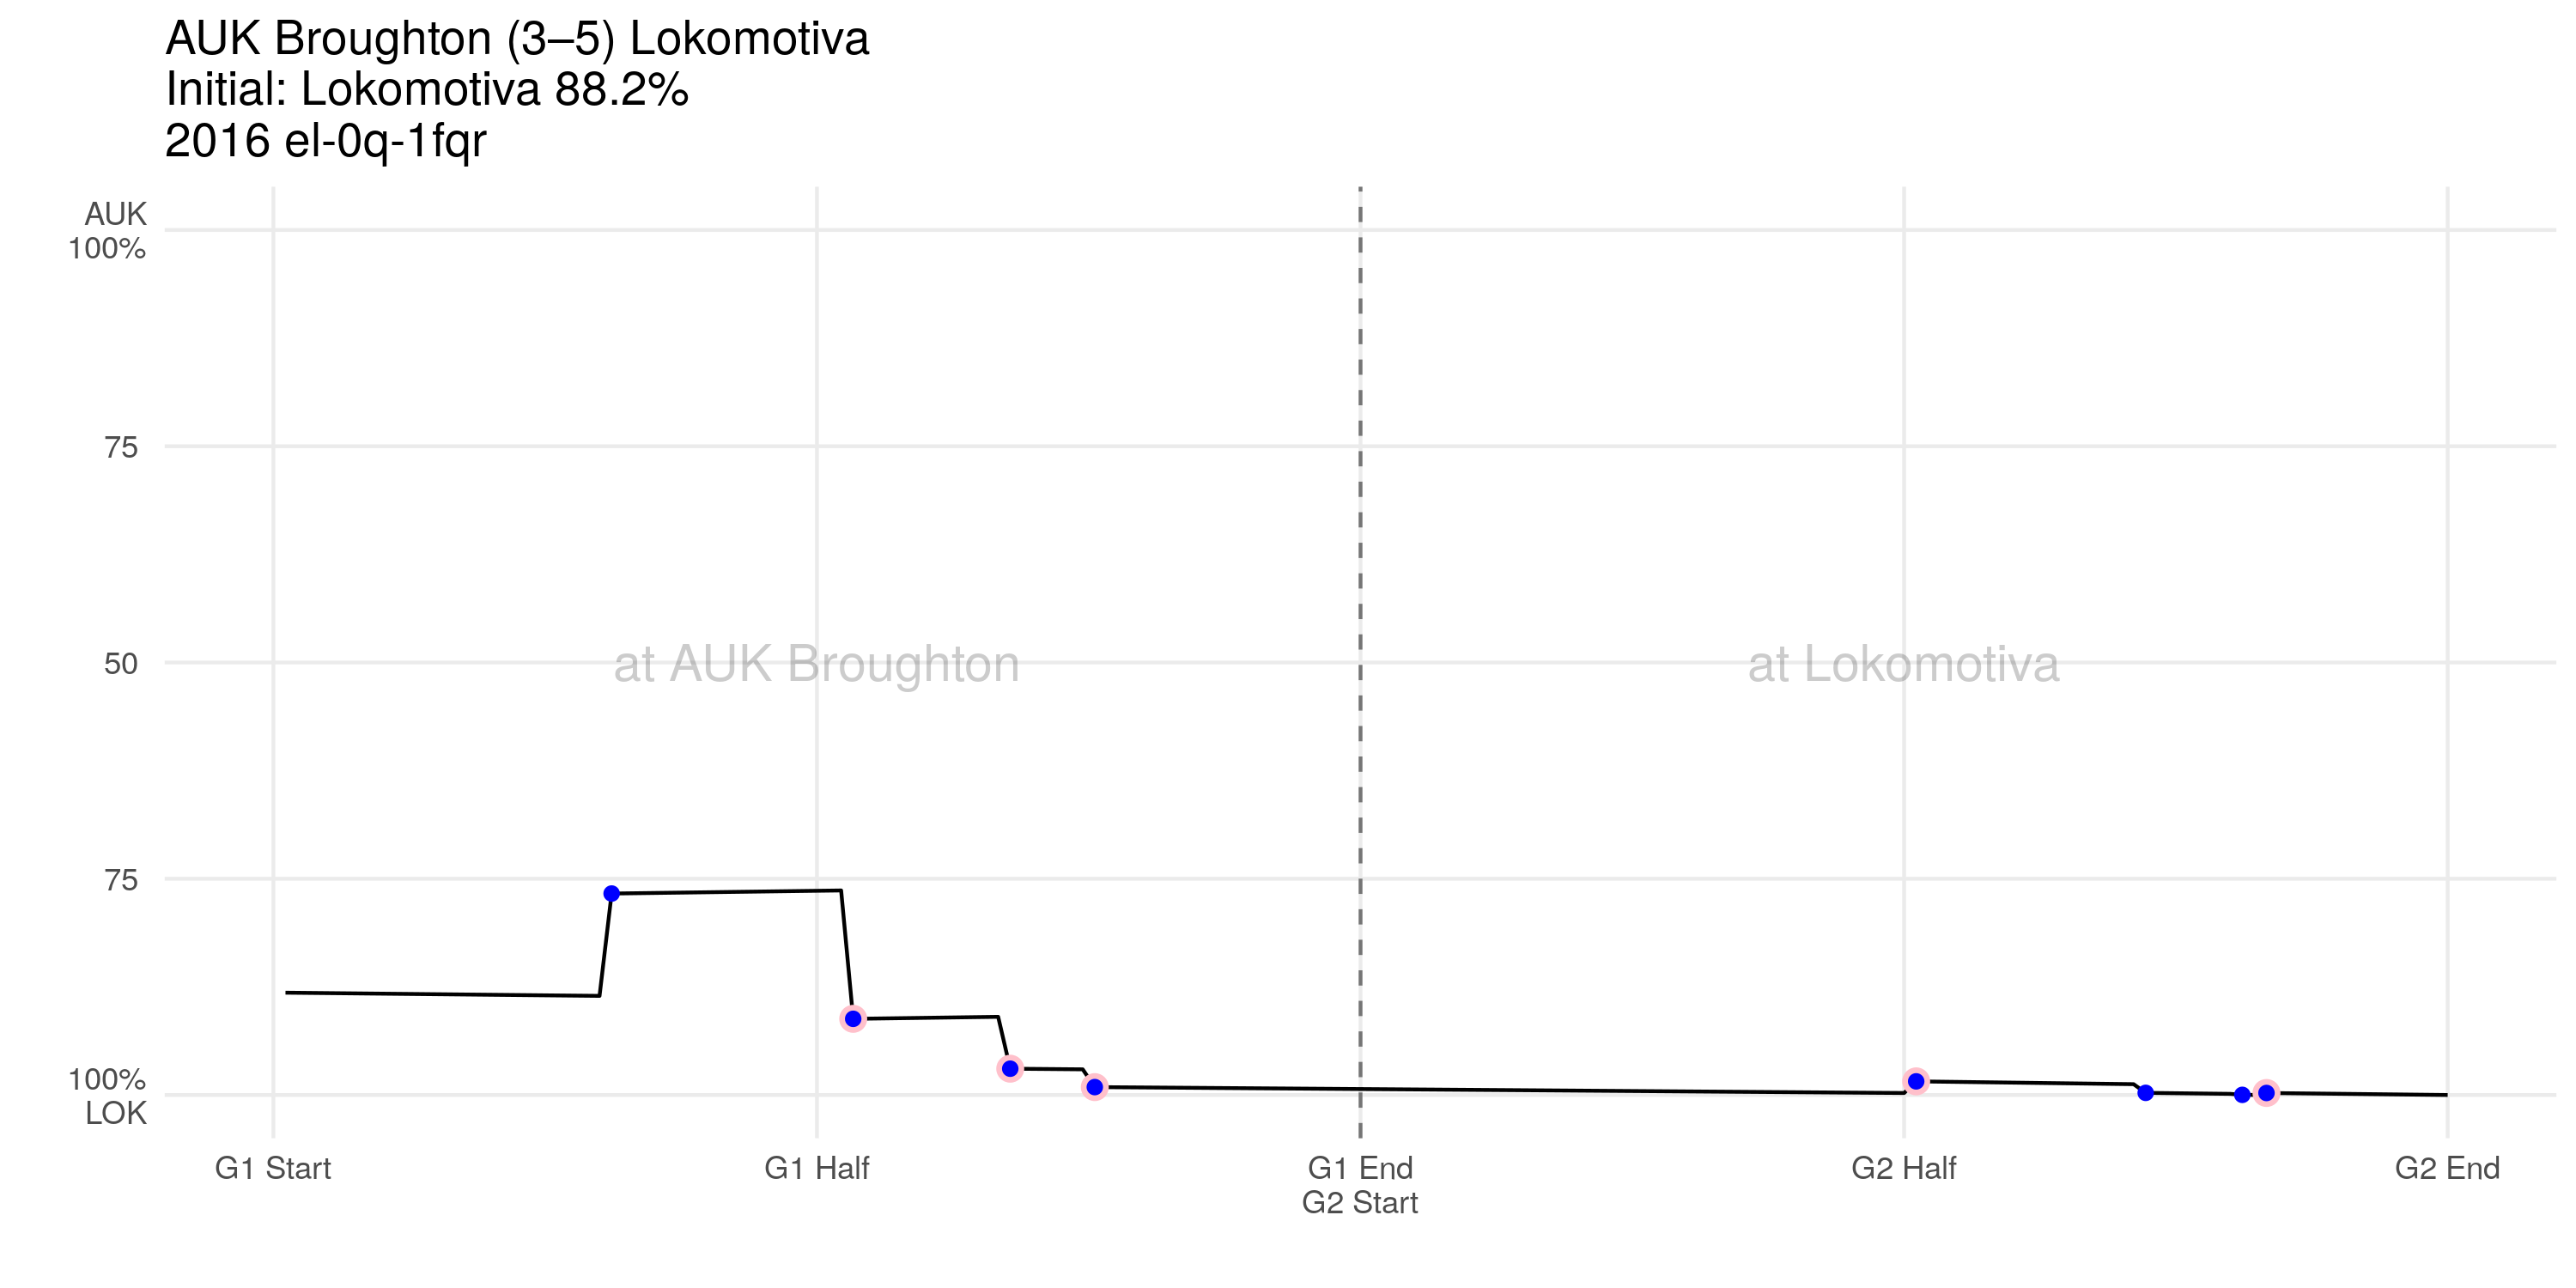 AUK Broughton (3–5) Lokomotiva
Initial: Lokomotiva 88.2%
2016 el-0q-1fqr
AUK
100%
75
50
75
100%
LOK
at AUK Broughton
at Lokomotiva
G1 Start
G1 Half
G1 End
G2 Start
G2 Half
G2 End